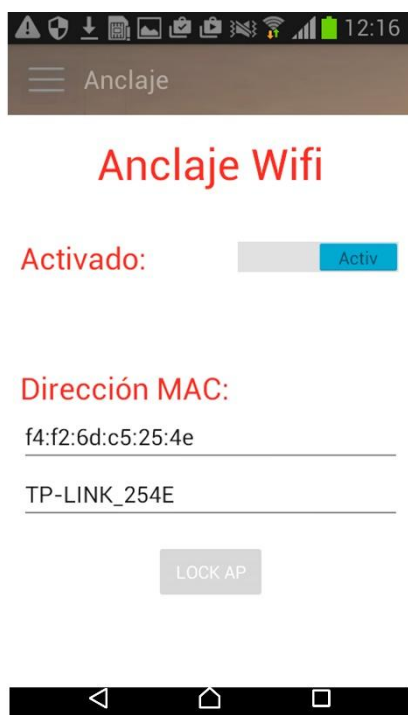 12:16
Anclaje
Anclaje Wifi
Activado:
Activ
Dirección MAC:
f4:f2:6d:c5:25:4e
TP-LINK_254E
LOCK AP